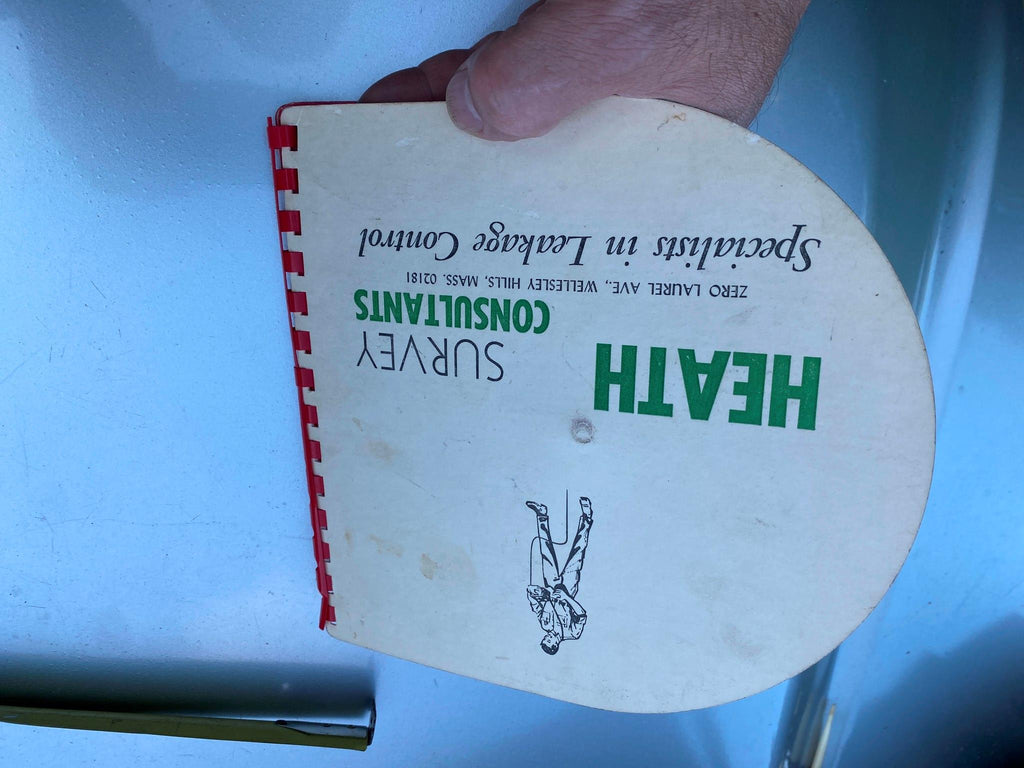 HEATH SURVEY CONSULTANTS
ZERO LAUREL AVE., WELLESLEY HILLS, MASS. 02181
Specialists in Leakage Control